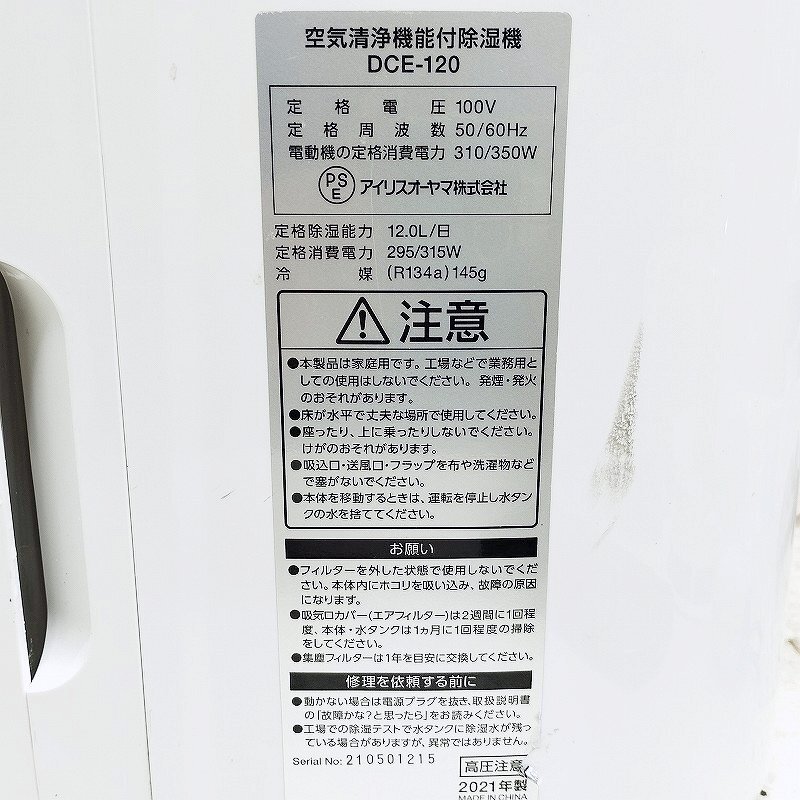 空気清浄機能付除湿機
DCE-120
定格電圧 100V
定格周波数 50/60Hz
電動機の定格消費電力 310/350W
PSE アイリスオーヤマ株式会社
定格除湿能力 12.0L/日
定格消費電力 295/315W
冷媒 (R134a)145g
注意
●本製品は家庭用です。工場などで業務用と
しての使用はしないでください。発煙・発火
のおそれがあります。
●床が水平で丈夫な場所で使用してください。
●座ったり、上に乗ったりしないでください。
けがのおそれがあります。
●吸込口・送風口・フラップを布や洗濯物など
で塞がないでください。
●本体を移動するときは、運転を停止し水タン
クの水を捨ててください。
お願い
●フィルターを外した状態で使用しないでくだ
さい。本体内にホコリを吸い込み、故障の原因
になります。
●吸気口カバー(エアフィルター)は2週間に1回程
度、本体・水タンクは1ヵ月に1回程度の掃除
をしてください。
●集塵フィルターは1年を目安に交換してください。
修理を依頼する前に
●動かない場合は電源プラグを抜き、取扱説明書
の「故障かな?と思ったら」をお読みください。
●工場での除湿テストで水タンクに除湿水が残っ
ている場合がありますが、異常ではありません。
Serial No: 210501215
高圧注意
2021年製
MADE IN CHINA